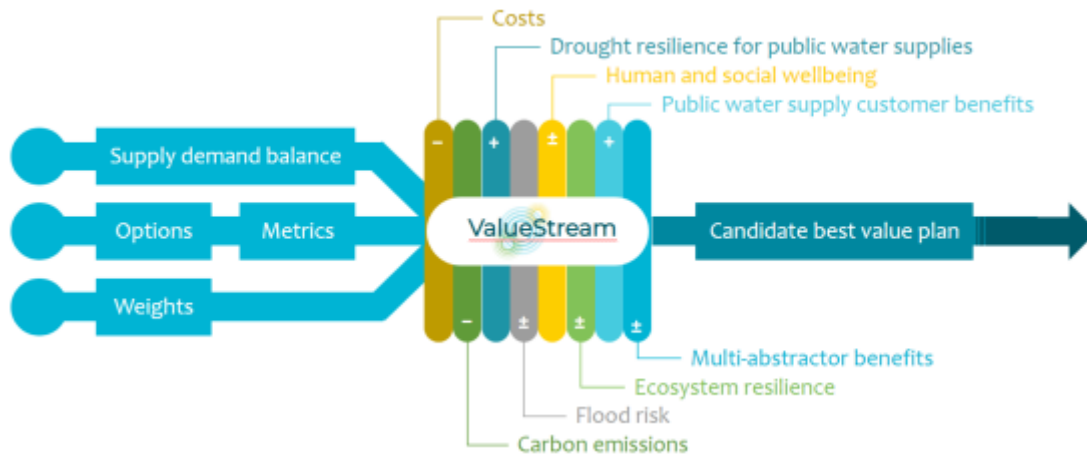 Costs
Drought resilience for public water supplies
Human and social wellbeing
Public water supply customer benefits
− + ± +
Supply demand balance
Options Metrics ValueStream Candidate best value plan
Weights
− ± ± ±
Multi-abstractor benefits
Ecosystem resilience
Flood risk
Carbon emissions